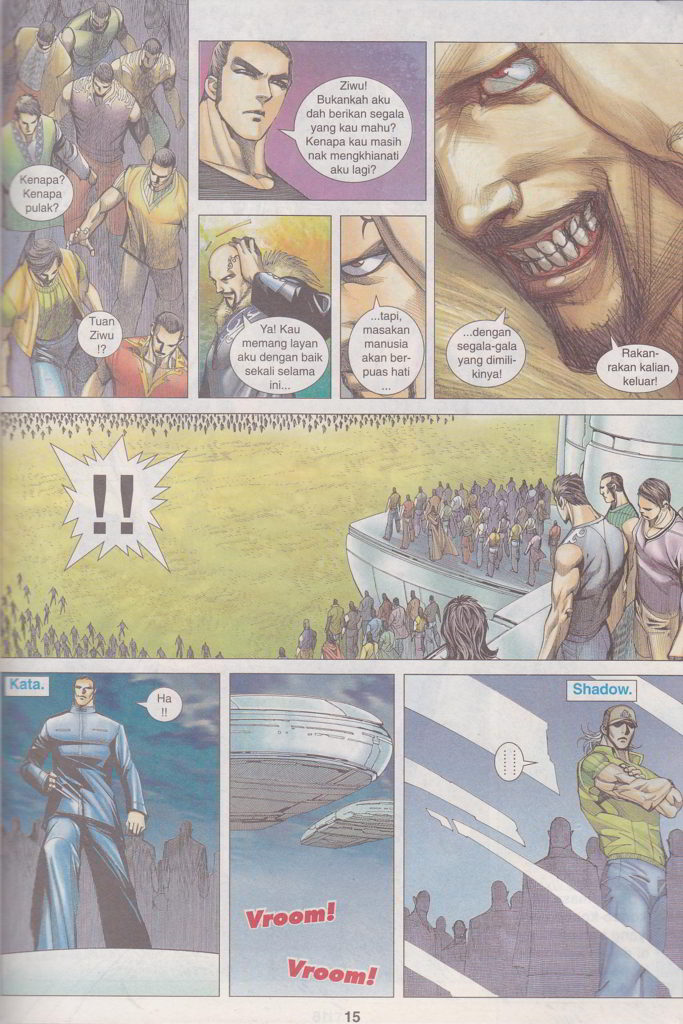 Kenapa?
Kenapa
pulak?
Tuan
Ziwu
!?
Ziwu!
Bukankah aku
dah berikan segala
yang kau mahu?
Kenapa kau masih
nak mengkhianati
aku lagi?
Ya! Kau
memang layan
aku dengan baik
sekali selama
ini...
...tapi,
masakan
manusia
akan ber-
puas hati
...
...dengan
segala-gala
yang dimili-
kinya!
Rakan-
rakan kalian,
keluar!
!!
Kata.
Ha
!!
Vroom!
Vroom!
Shadow.
15